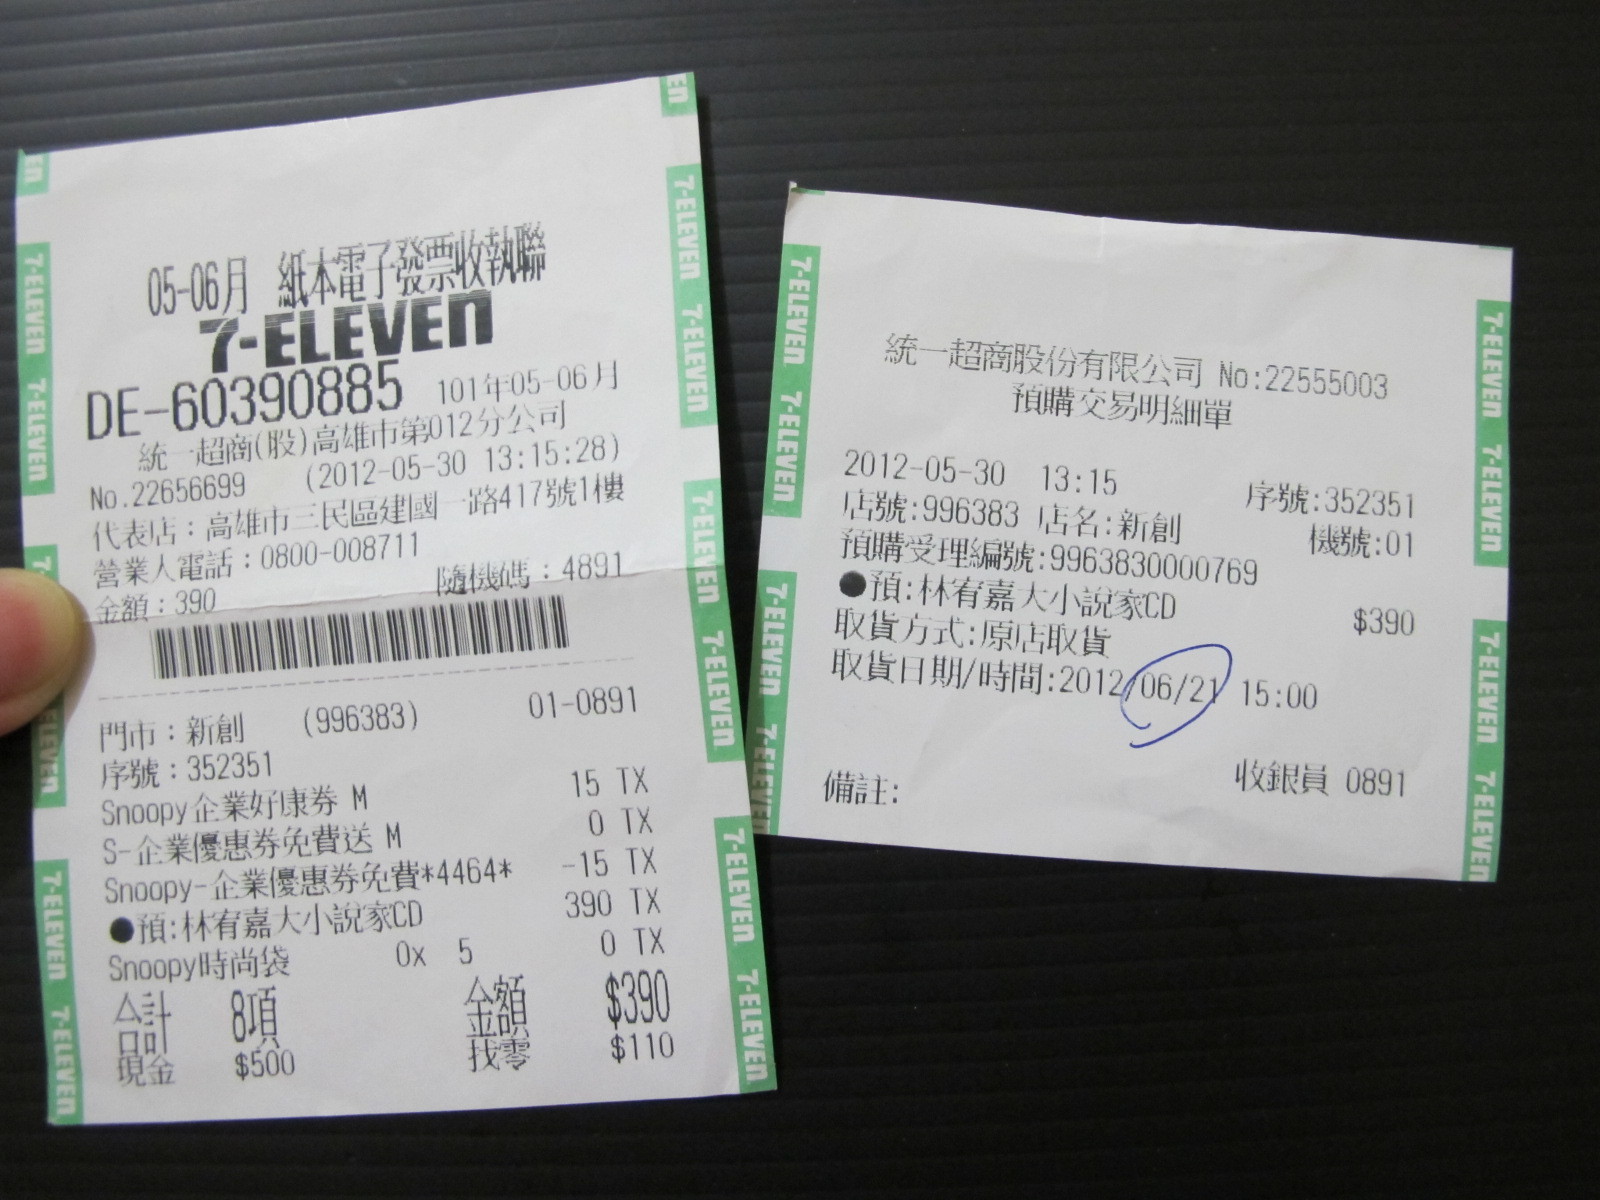 05-06月 紙本電子發票收執聯
7-ELEVEN
DE-60390885 101年05-06月
統一超商(股)高雄市第012分公司
No.22656699 (2012-05-30 13:15:28)
代表店：高雄市三民區建國一路417號1樓
營業人電話：0800-008711
金額：390 隨機碼：4891
門市：新創 (996383) 01-0891
序號：352351
Snoopy企業好康券 M 15 TX
S-企業優惠券免費送 M 0 TX
Snoopy-企業優惠券免費*4464* -15 TX
●預:林宥嘉大小說家CD 390 TX
Snoopy時尚袋 0x 5 0 TX
合計 8項 金額 $390
現金 $500 找零 $110
統一超商股份有限公司 No:22555003
預購交易明細單
2012-05-30 13:15 序號:352351
店號:996383 店名:新創 機號:01
預購受理編號:9963830000769
●預:林宥嘉大小說家CD $390
取貨方式:原店取貨
取貨日期/時間:2012/06/21 15:00
收銀員 0891
備註:
7-ELEVEN